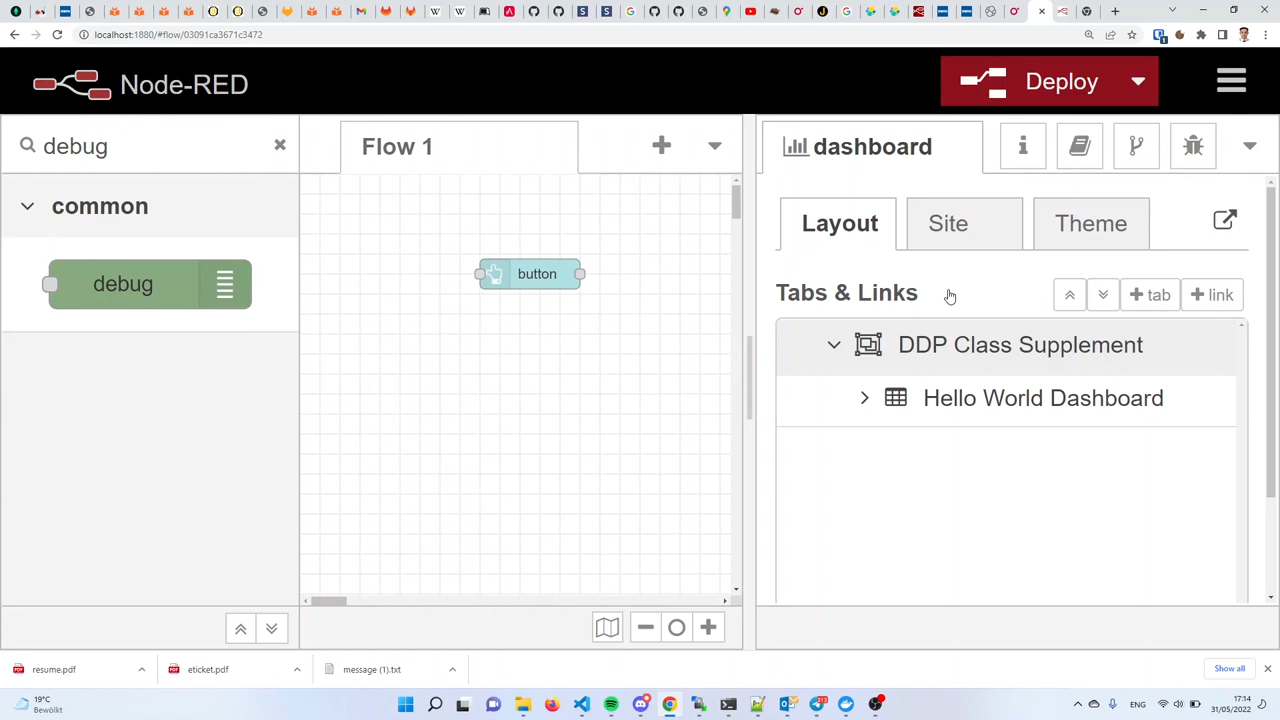 localhost:1880/#flow/03091ca3671c3472
Node-RED
Deploy
debug
Flow 1
dashboard
common
Layout
Site
Theme
debug
button
Tabs & Links
tab
link
DDP Class Supplement
Hello World Dashboard
resume.pdf
eticket.pdf
message (1).txt
Show all
19°C
Bewölkt
ENG
17:14
31/05/2022